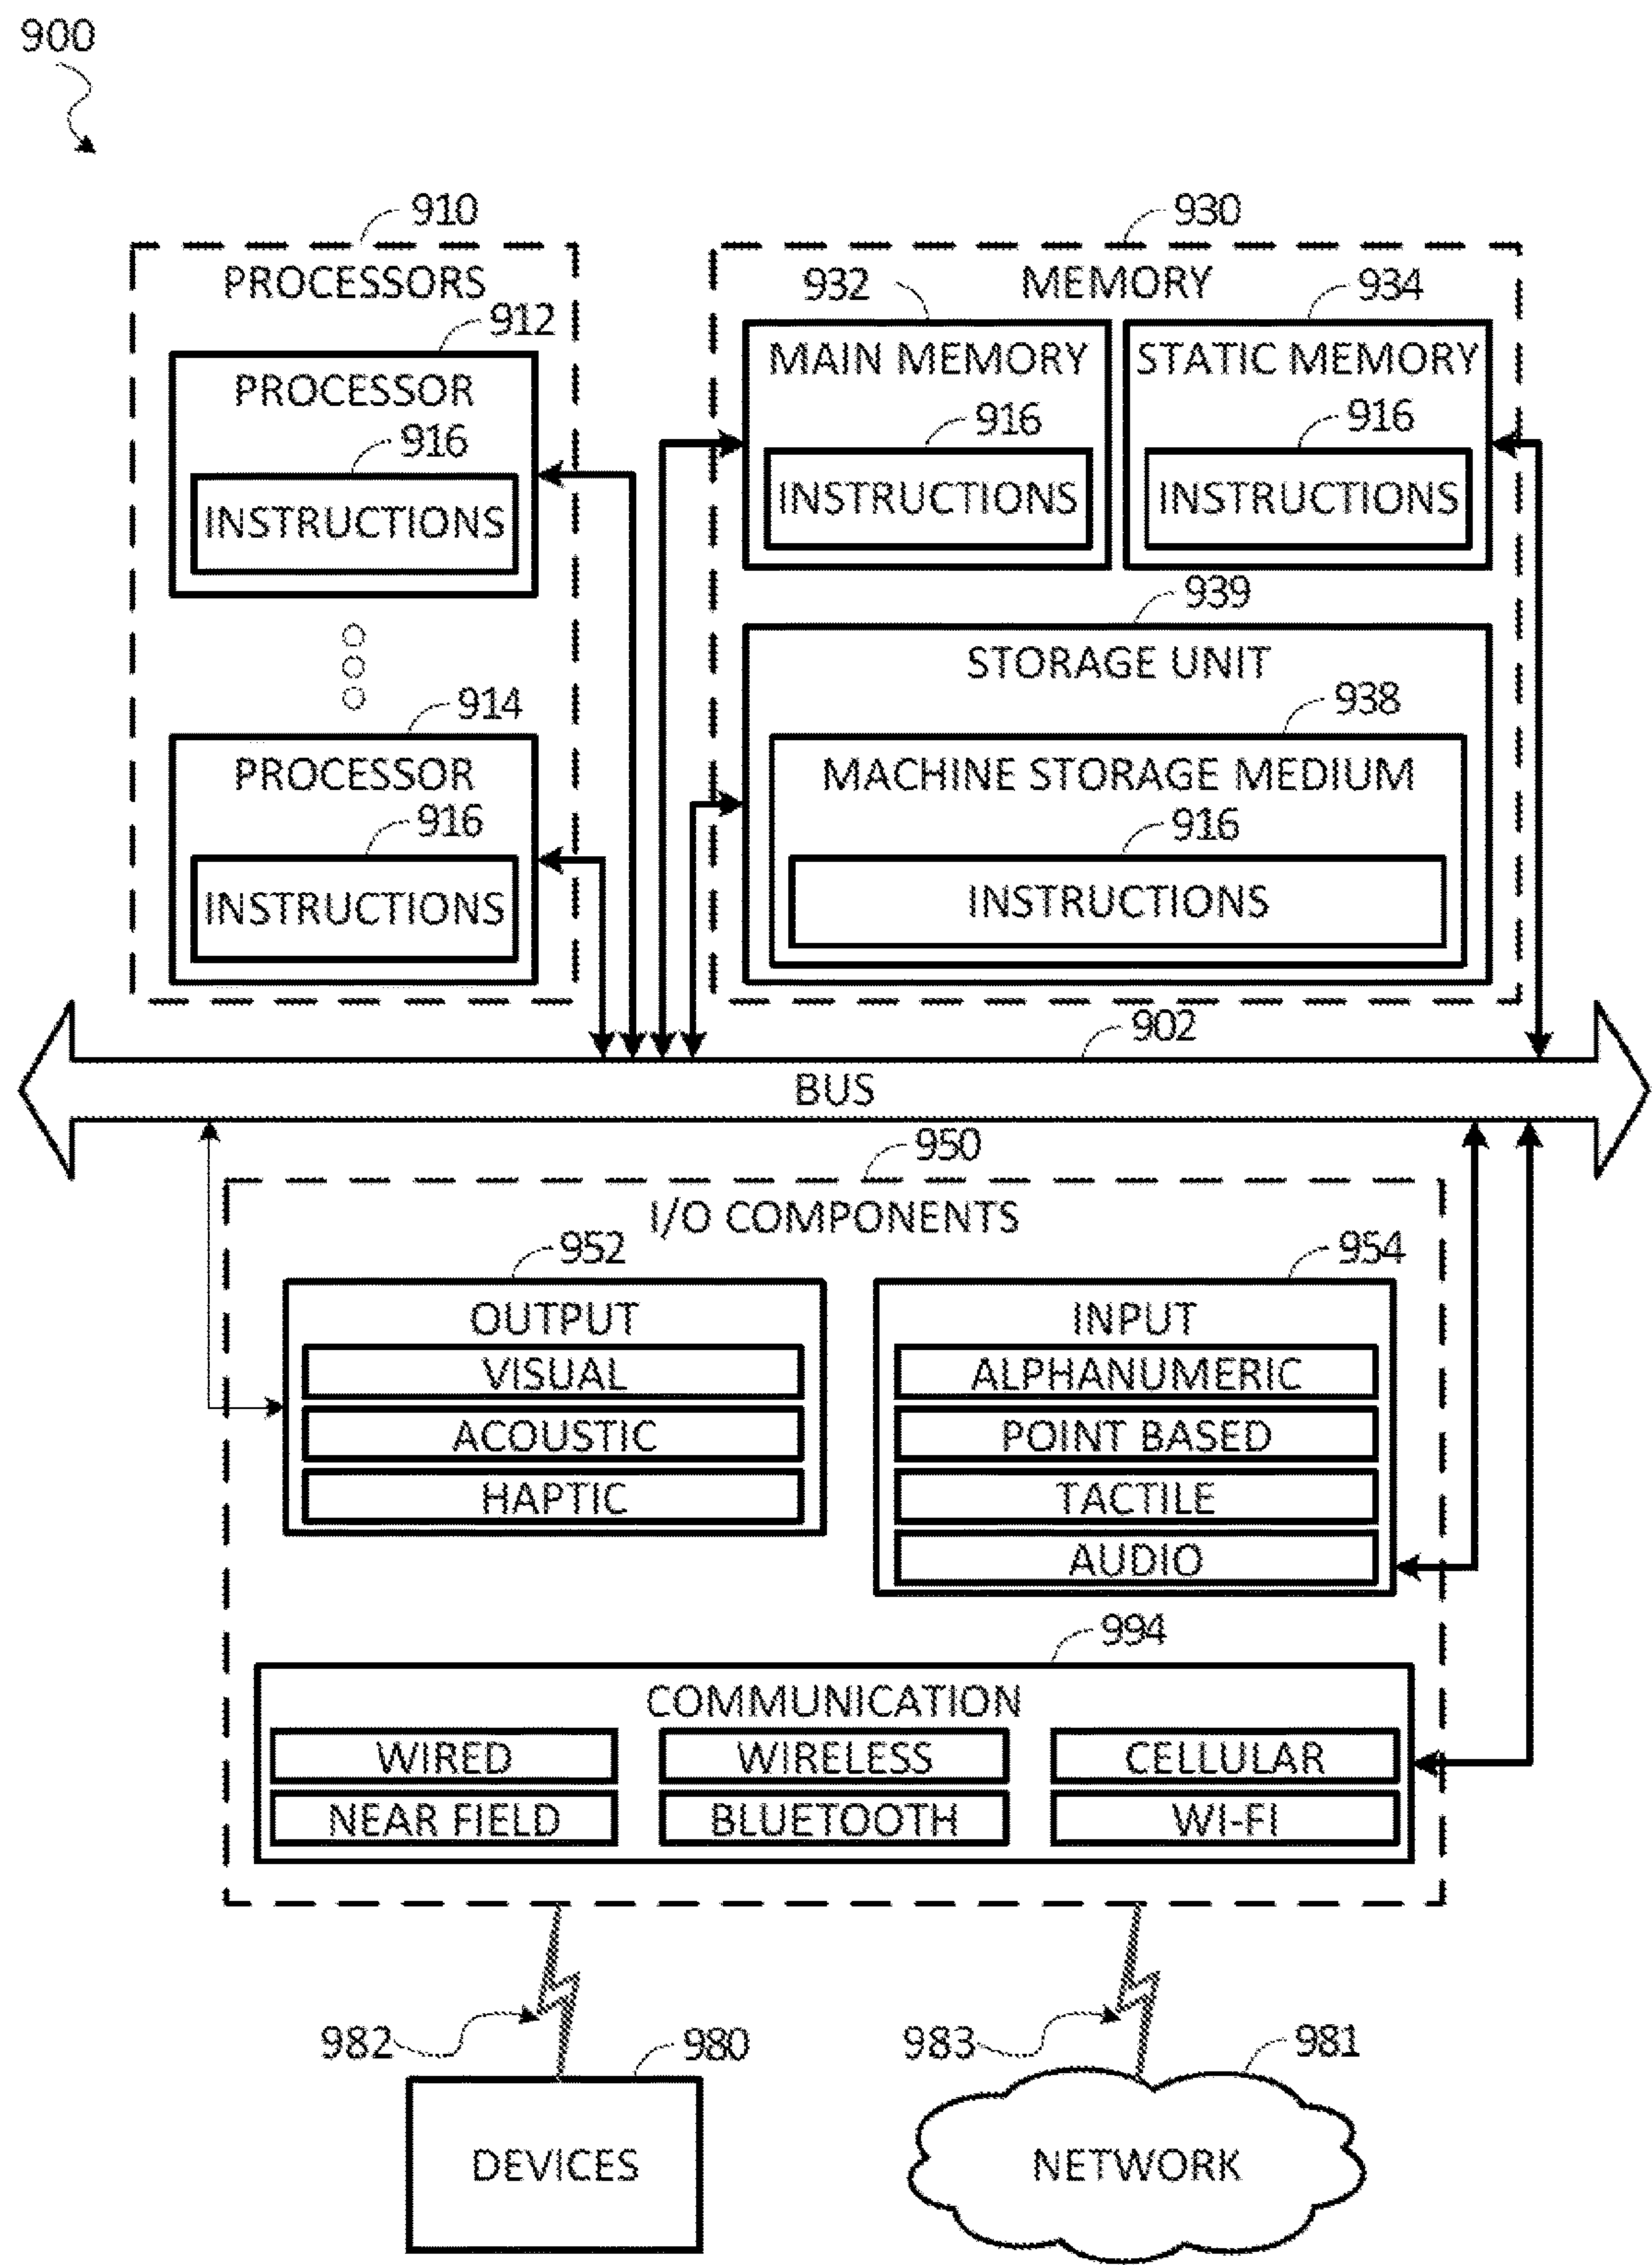 900
910
930
PROCESSORS
932
MEMORY
934
912
PROCESSOR
MAIN MEMORY
STATIC MEMORY
916
916
916
INSTRUCTIONS
INSTRUCTIONS
INSTRUCTIONS
939
STORAGE UNIT
914
938
PROCESSOR
MACHINE STORAGE MEDIUM
916
916
INSTRUCTIONS
INSTRUCTIONS
902
BUS
950
I/O COMPONENTS
952
954
OUTPUT
INPUT
VISUAL
ALPHANUMERIC
ACOUSTIC
POINT BASED
HAPTIC
TACTILE
AUDIO
994
COMMUNICATION
WIRED
WIRELESS
CELLULAR
NEAR FIELD
BLUETOOTH
WI-FI
982
980
983
981
DEVICES
NETWORK